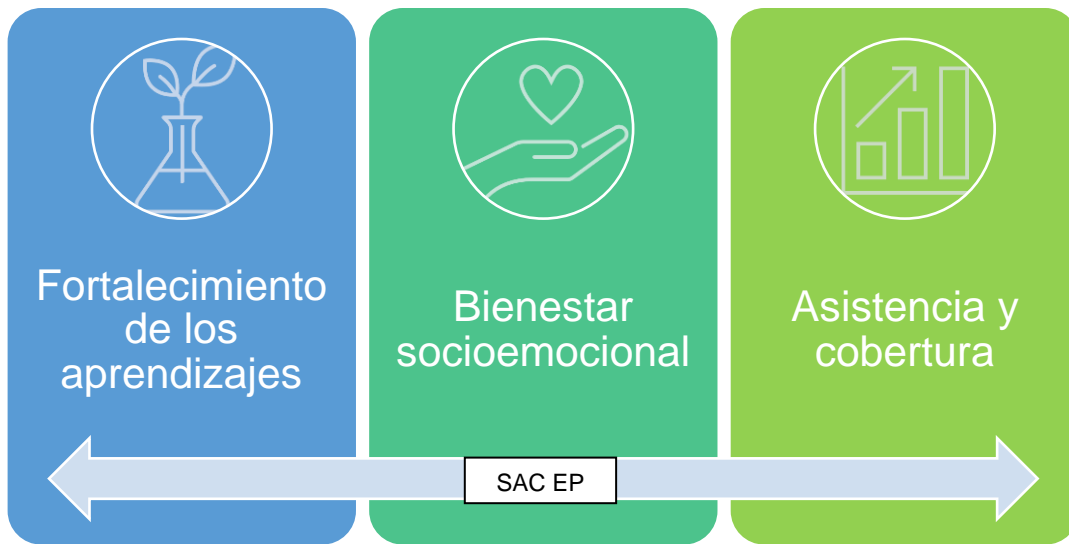 Fortalecimiento
de los
aprendizajes
Bienestar
socioemocional
Asistencia y
cobertura
SAC EP